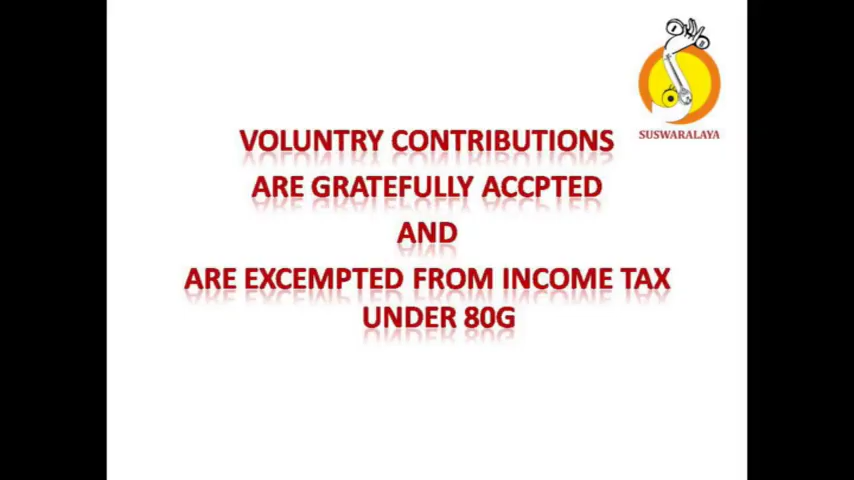 SUSWARALAYA
VOLUNTRY CONTRIBUTIONS
ARE GRATEFULLY ACCPTED
AND
ARE EXCEMPTED FROM INCOME TAX
UNDER 80G